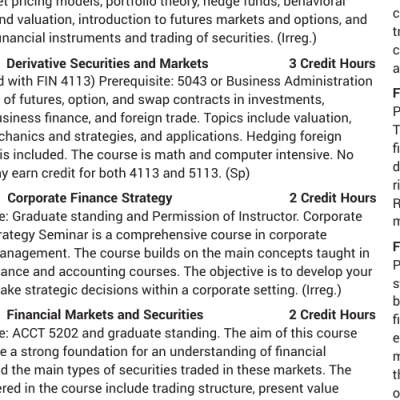 pricing models, portfolio theory, hedge funds, behavioral
nd valuation, introduction to futures markets and options, and
inancial instruments and trading of securities. (Irreg.)
Derivative Securities and Markets 3 Credit Hours
d with FIN 4113) Prerequisite: 5043 or Business Administration
of futures, option, and swap contracts in investments,
usiness finance, and foreign trade. Topics include valuation,
chanics and strategies, and applications. Hedging foreign
is included. The course is math and computer intensive. No
y earn credit for both 4113 and 5113. (Sp)
Corporate Finance Strategy 2 Credit Hours
e: Graduate standing and Permission of Instructor. Corporate
rategy Seminar is a comprehensive course in corporate
anagement. The course builds on the main concepts taught in
ance and accounting courses. The objective is to develop your
ake strategic decisions within a corporate setting. (Irreg.)
Financial Markets and Securities 2 Credit Hours
e: ACCT 5202 and graduate standing. The aim of this course
e a strong foundation for an understanding of financial
d the main types of securities traded in these markets. The
ered in the course include trading structure, present value